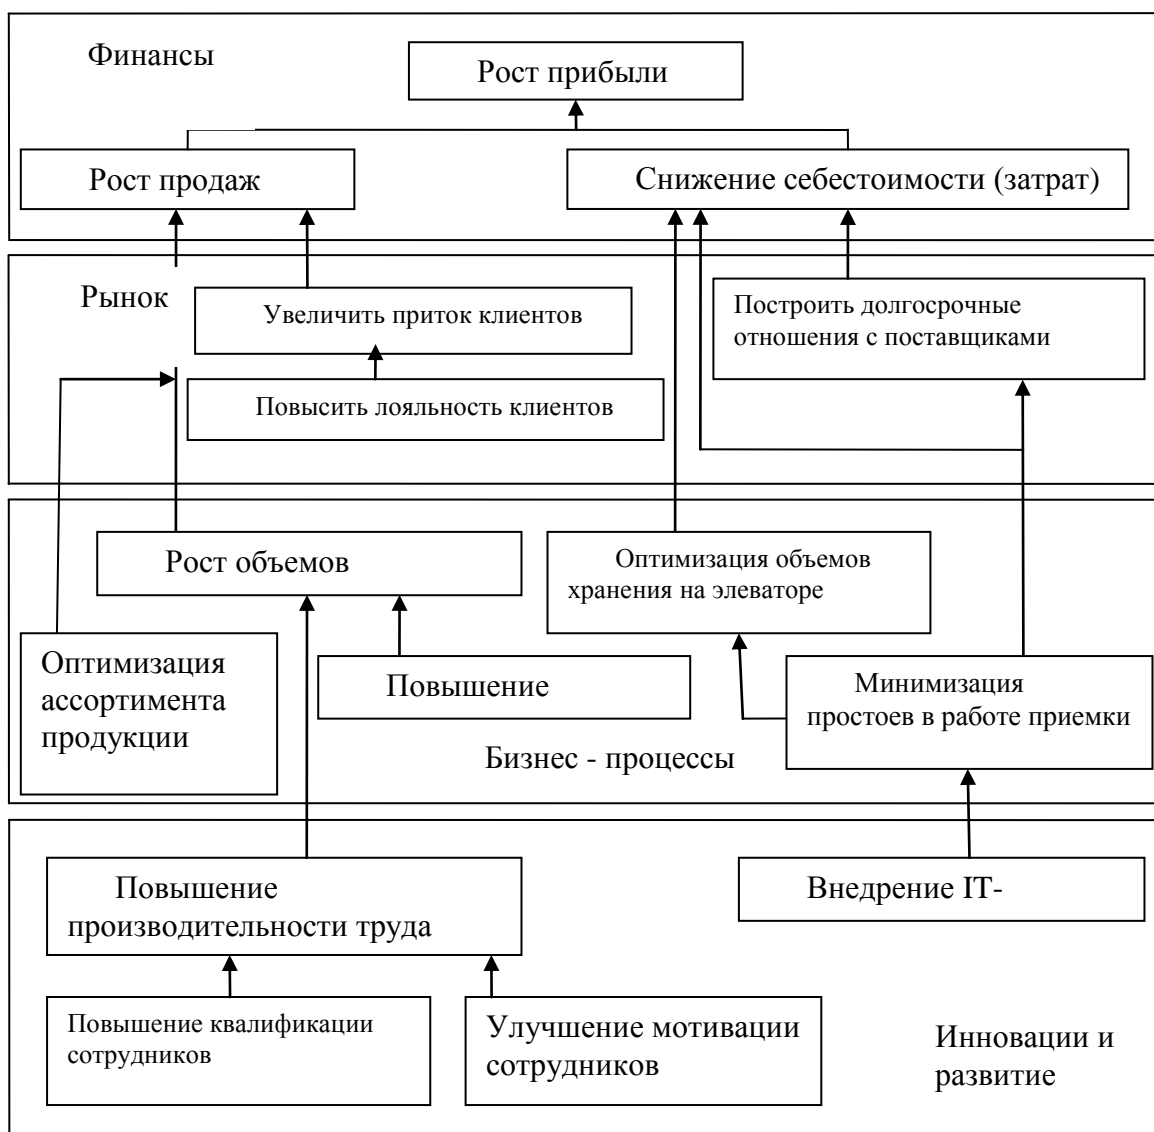 Финансы
Рост прибыли
Рост продаж
Снижение себестоимости (затрат)
Рынок
Увеличить приток клиентов
Построить долгосрочные
отношения с поставщиками
Повысить лояльность клиентов
Рост объемов
Оптимизация объемов
хранения на элеваторе
Оптимизация
ассортимента
продукции
Повышение
Минимизация
простоев в работе приемки
Бизнес - процессы
Повышение
производительности труда
Внедрение IT-
Повышение квалификации
сотрудников
Улучшение мотивации
сотрудников
Инновации и
развитие